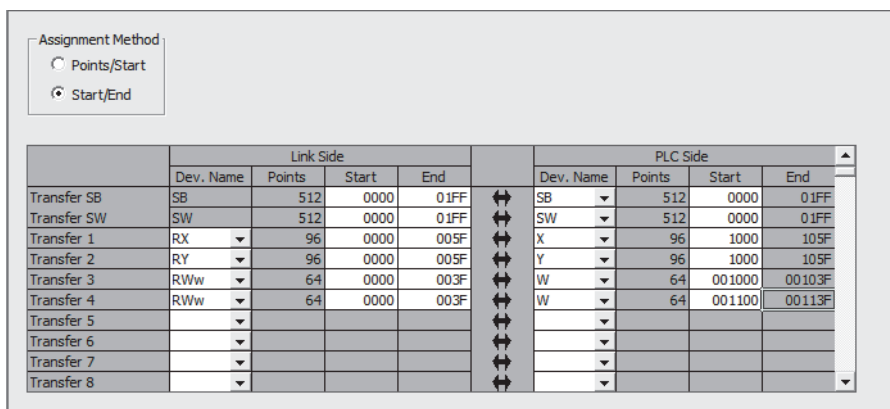 Assignment Method
Points/Start
Start/End
Link Side PLC Side
Dev. Name Points Start End Dev. Name Points Start End
Transfer SB SB 512 0000 01FF SB 512 0000 01FF
Transfer SW SW 512 0000 01FF SW 512 0000 01FF
Transfer 1 RX 96 0000 005F X 96 1000 105F
Transfer 2 RY 96 0000 005F Y 96 1000 105F
Transfer 3 RWw 64 0000 003F W 64 001000 00103F
Transfer 4 RWw 64 0000 003F W 64 001100 00113F
Transfer 5
Transfer 6
Transfer 7
Transfer 8